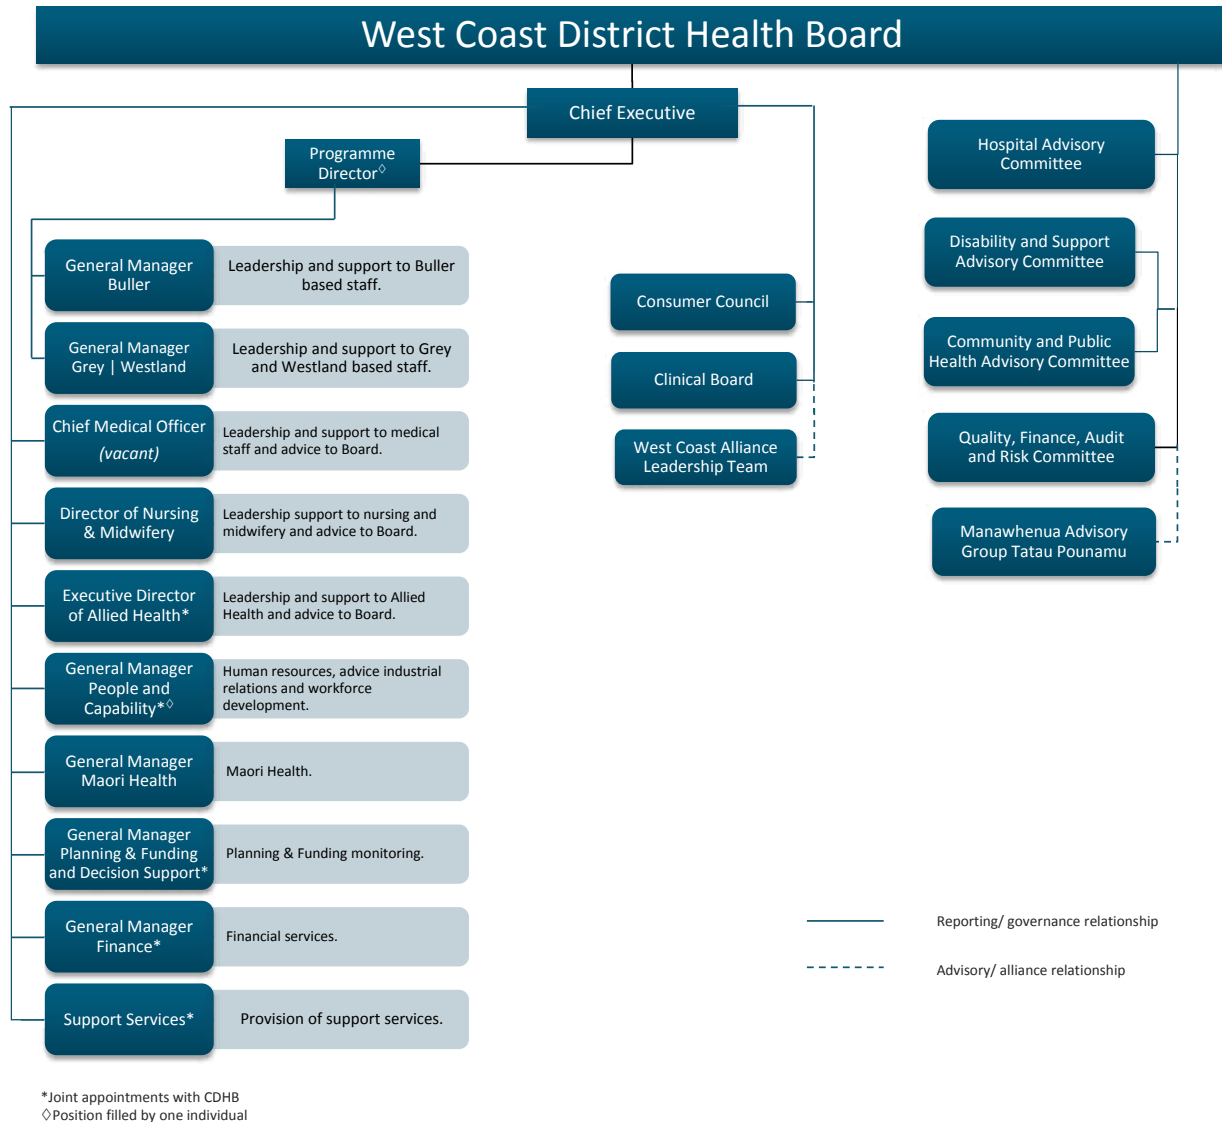 West Coast District Health Board
Chief Executive
Programme
Director◊
General Manager
Buller
Leadership and support to Buller
based staff.
General Manager
Grey | Westland
Leadership and support to Grey
and Westland based staff.
Chief Medical Officer
(vacant)
Leadership and support to medical
staff and advice to Board.
Director of Nursing
& Midwifery
Leadership support to nursing and
midwifery and advice to Board.
Executive Director
of Allied Health*
Leadership and support to Allied
Health and advice to Board.
General Manager
People and
Capability*◊
Human resources, advice industrial
relations and workforce
development.
General Manager
Maori Health
Maori Health.
General Manager
Planning & Funding
and Decision Support*
Planning & Funding monitoring.
General Manager
Finance*
Financial services.
Support Services*
Provision of support services.
Consumer Council
Clinical Board
West Coast Alliance
Leadership Team
Hospital Advisory
Committee
Disability and Support
Advisory Committee
Community and Public
Health Advisory Committee
Quality, Finance, Audit
and Risk Committee
Manawhenua Advisory
Group Tatau Pounamu
Reporting/ governance relationship
Advisory/ alliance relationship
*Joint appointments with CDHB
◊Position filled by one individual